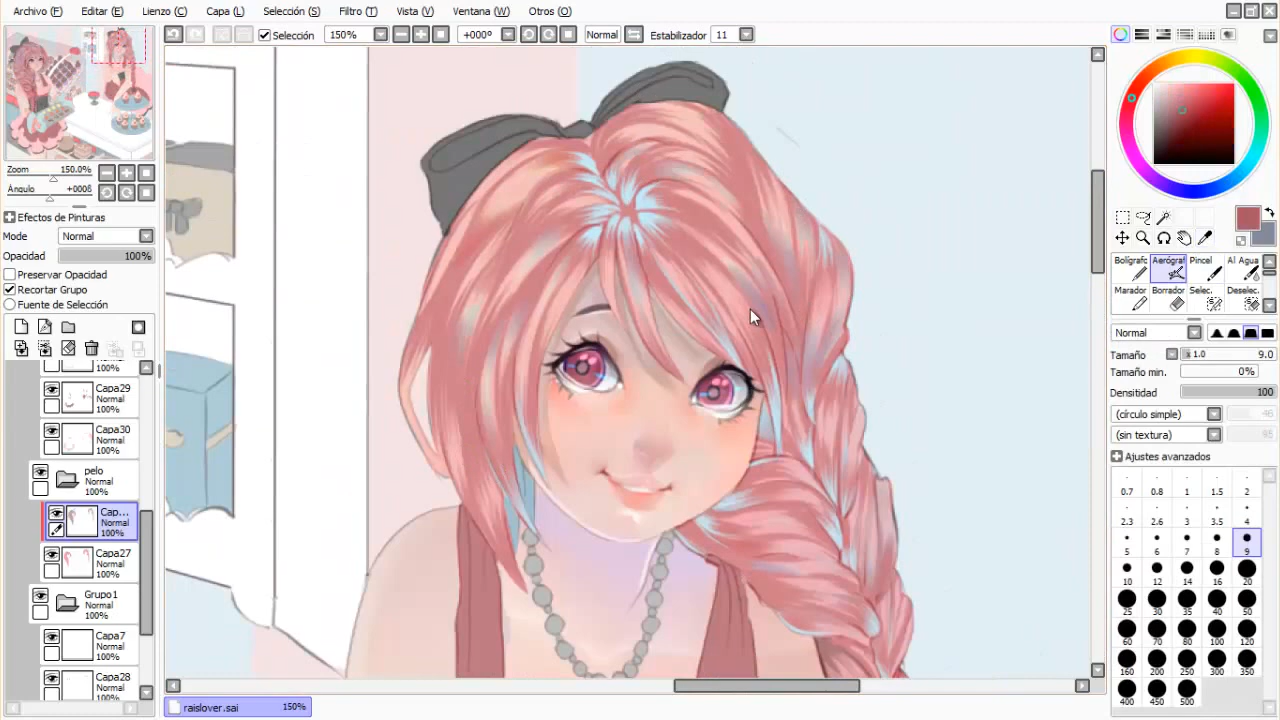 Archivo (F) Editar (E) Lienzo (C) Capa (L) Selección (S) Filtro (T) Vista (V) Ventana (W) Otros (O)
Selección 150% +000º Normal Estabilizador 11
Zoom 150.0%
Ángulo +000ß
Efectos de Pinturas
Mode Normal
Opacidad 100%
Preservar Opacidad
Recortar Grupo
Fuente de Selección
Capa29
Normal
100%
Capa30
Normal
100%
pelo
Normal
100%
Cap...
Normal
100%
Capa27
Normal
100%
Grupo1
Normal
100%
Capa7
Normal
100%
Capa28
Normal
100%
raislover.sai 150%
Bolígrafc Aerógraf Pincel Al Agua
Marador Borrador Selec. Deselec.
Normal
Tamaño x 1.0 9.0
Tamaño min. 0%
Densitidad 100
(círculo simple)
(sin textura) 95
Ajustes avanzados
0.7 0.8 1 1.5 2
2.3 2.6 3 3.5 4
5 6 7 8 9
10 12 14 16 20
25 30 35 40 50
60 70 80 100 120
160 200 250 300 350
400 450 500